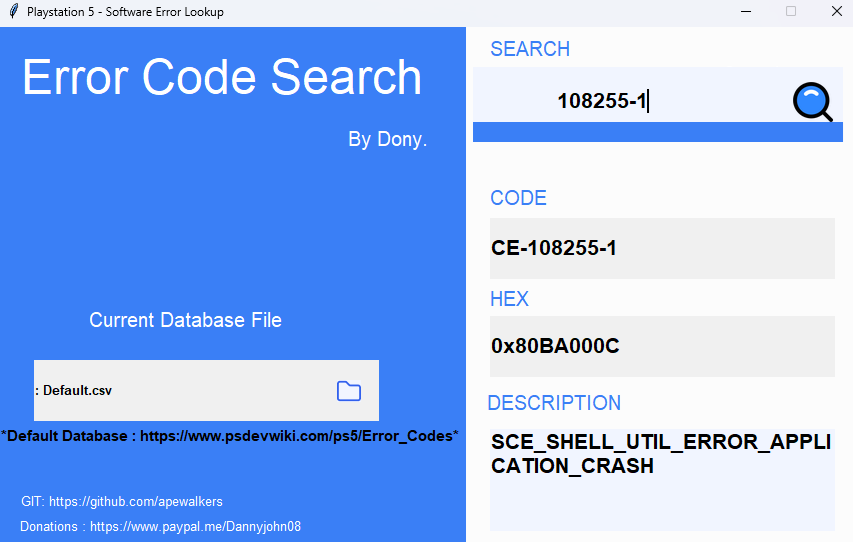 Playstation 5 - Software Error Lookup
Error Code Search
By Dony.
Current Database File
: Default.csv
*Default Database : https://www.psdevwiki.com/ps5/Error_Codes*
GIT: https://github.com/apewalkers
Donations : https://www.paypal.me/Dannyjohn08
SEARCH
108255-1
CODE
CE-108255-1
HEX
0x80BA000C
DESCRIPTION
SCE_SHELL_UTIL_ERROR_APPLI
CATION_CRASH